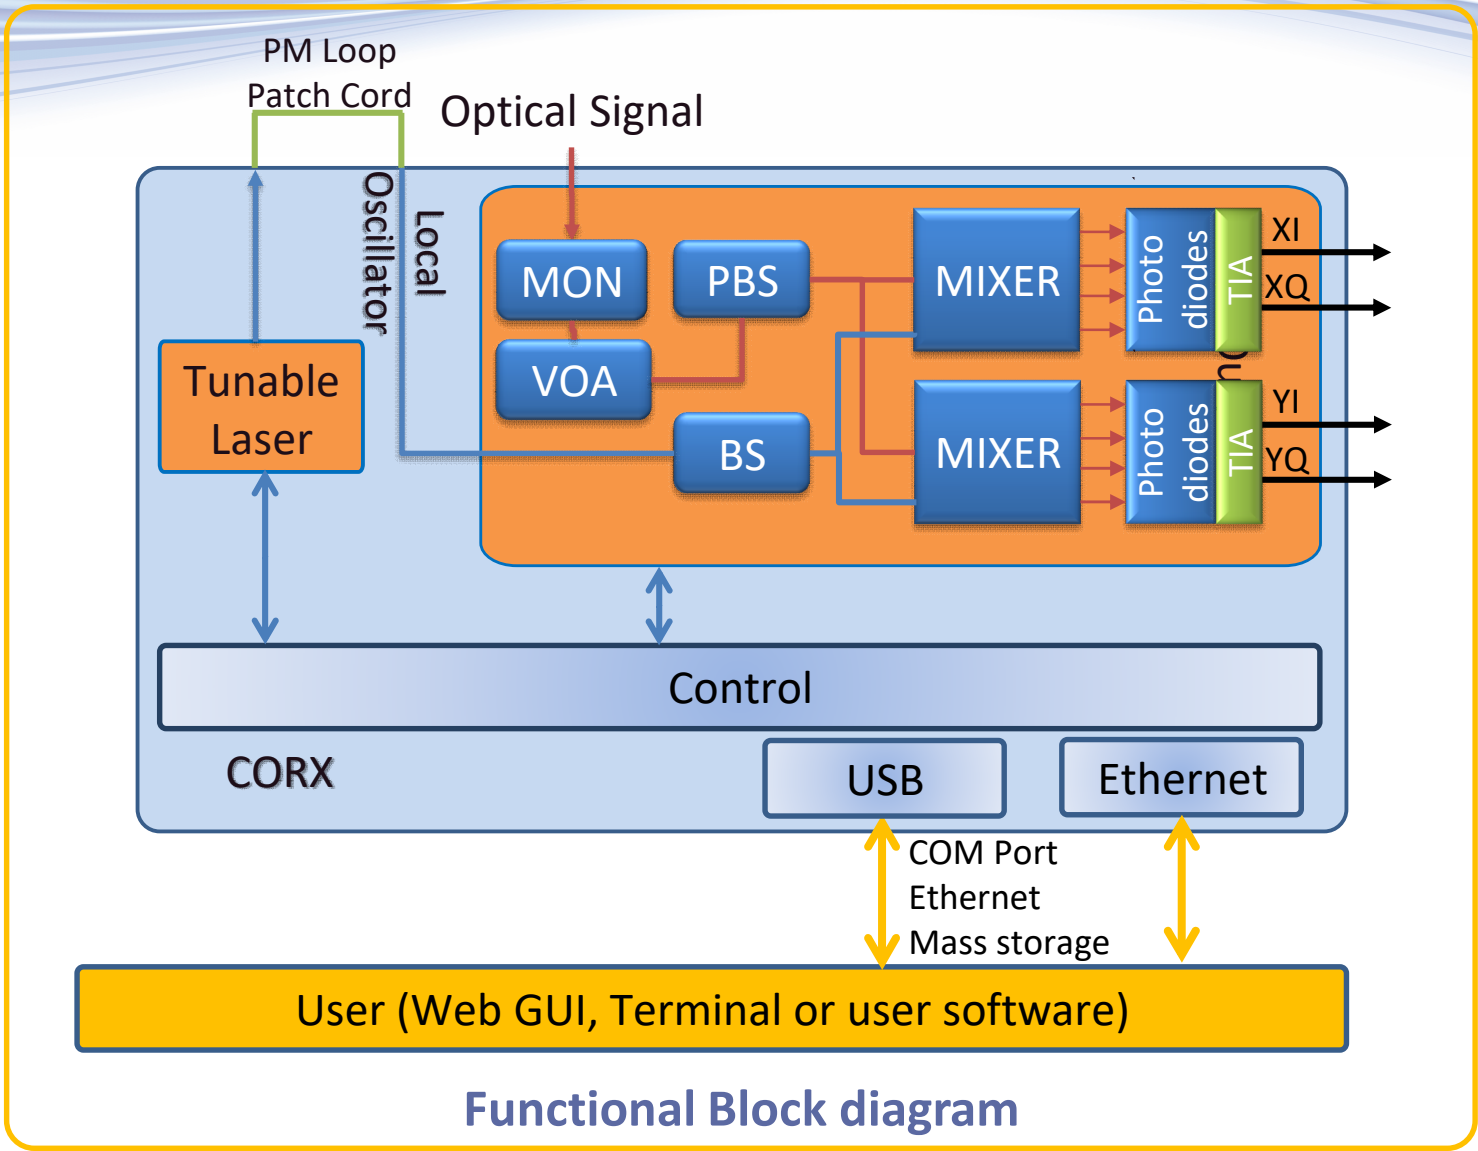 PM Loop
Patch Cord
Optical Signal
Local
Oscillator
MON
PBS
MIXER
Photo
diodes
TIA
XI
XQ
Tunable
Laser
VOA
BS
MIXER
Photo
diodes
TIA
YI
YQ
Control
CORX
USB
Ethernet
COM Port
Ethernet
Mass storage
User (Web GUI, Terminal or user software)
Functional Block diagram